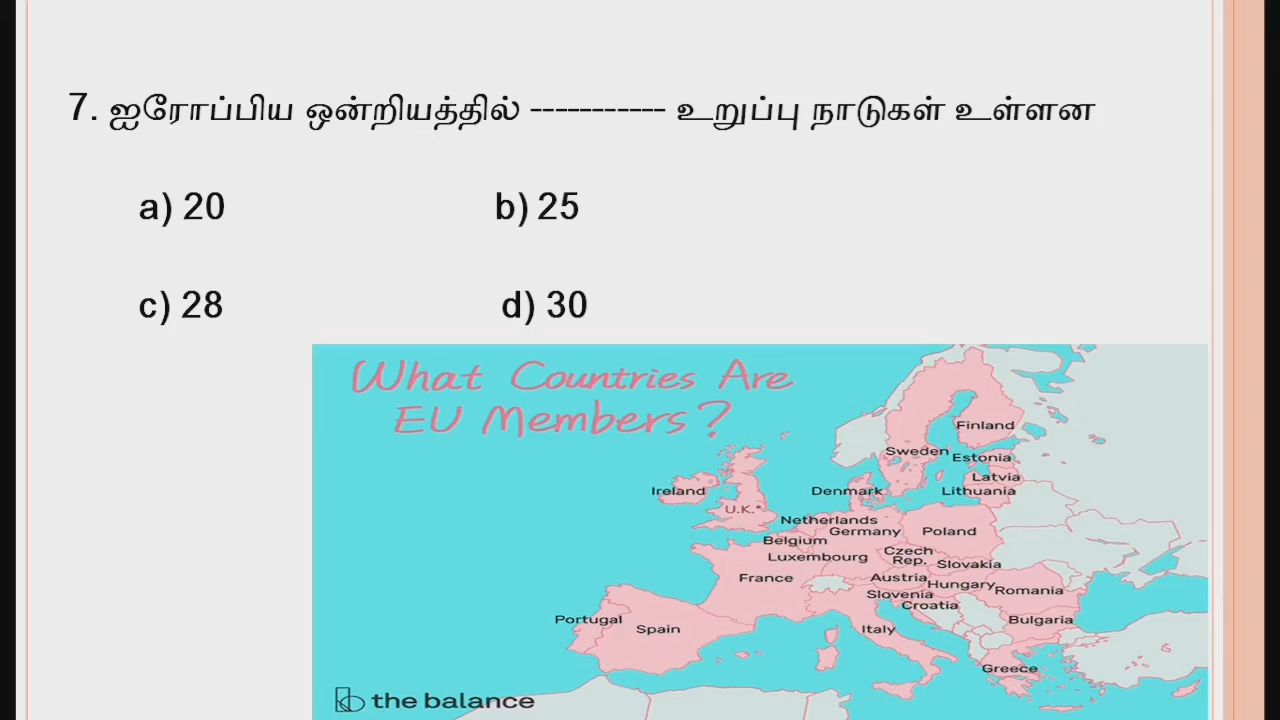 7. ஐரோப்பிய ஒன்றியத்தில் ----------- உறுப்பு நாடுகள் உள்ளன
a) 20 b) 25
c) 28 d) 30
What Countries Are
EU Members?
Finland
Sweden
Estonia
Latvia
Ireland
Denmark
Lithuania
U.K.*
Netherlands
Germany
Poland
Belgium
Czech
Rep.
Luxembourg
Slovakia
France
Austria
Hungary
Romania
Slovenia
Croatia
Portugal
Spain
Italy
Bulgaria
Greece
the balance